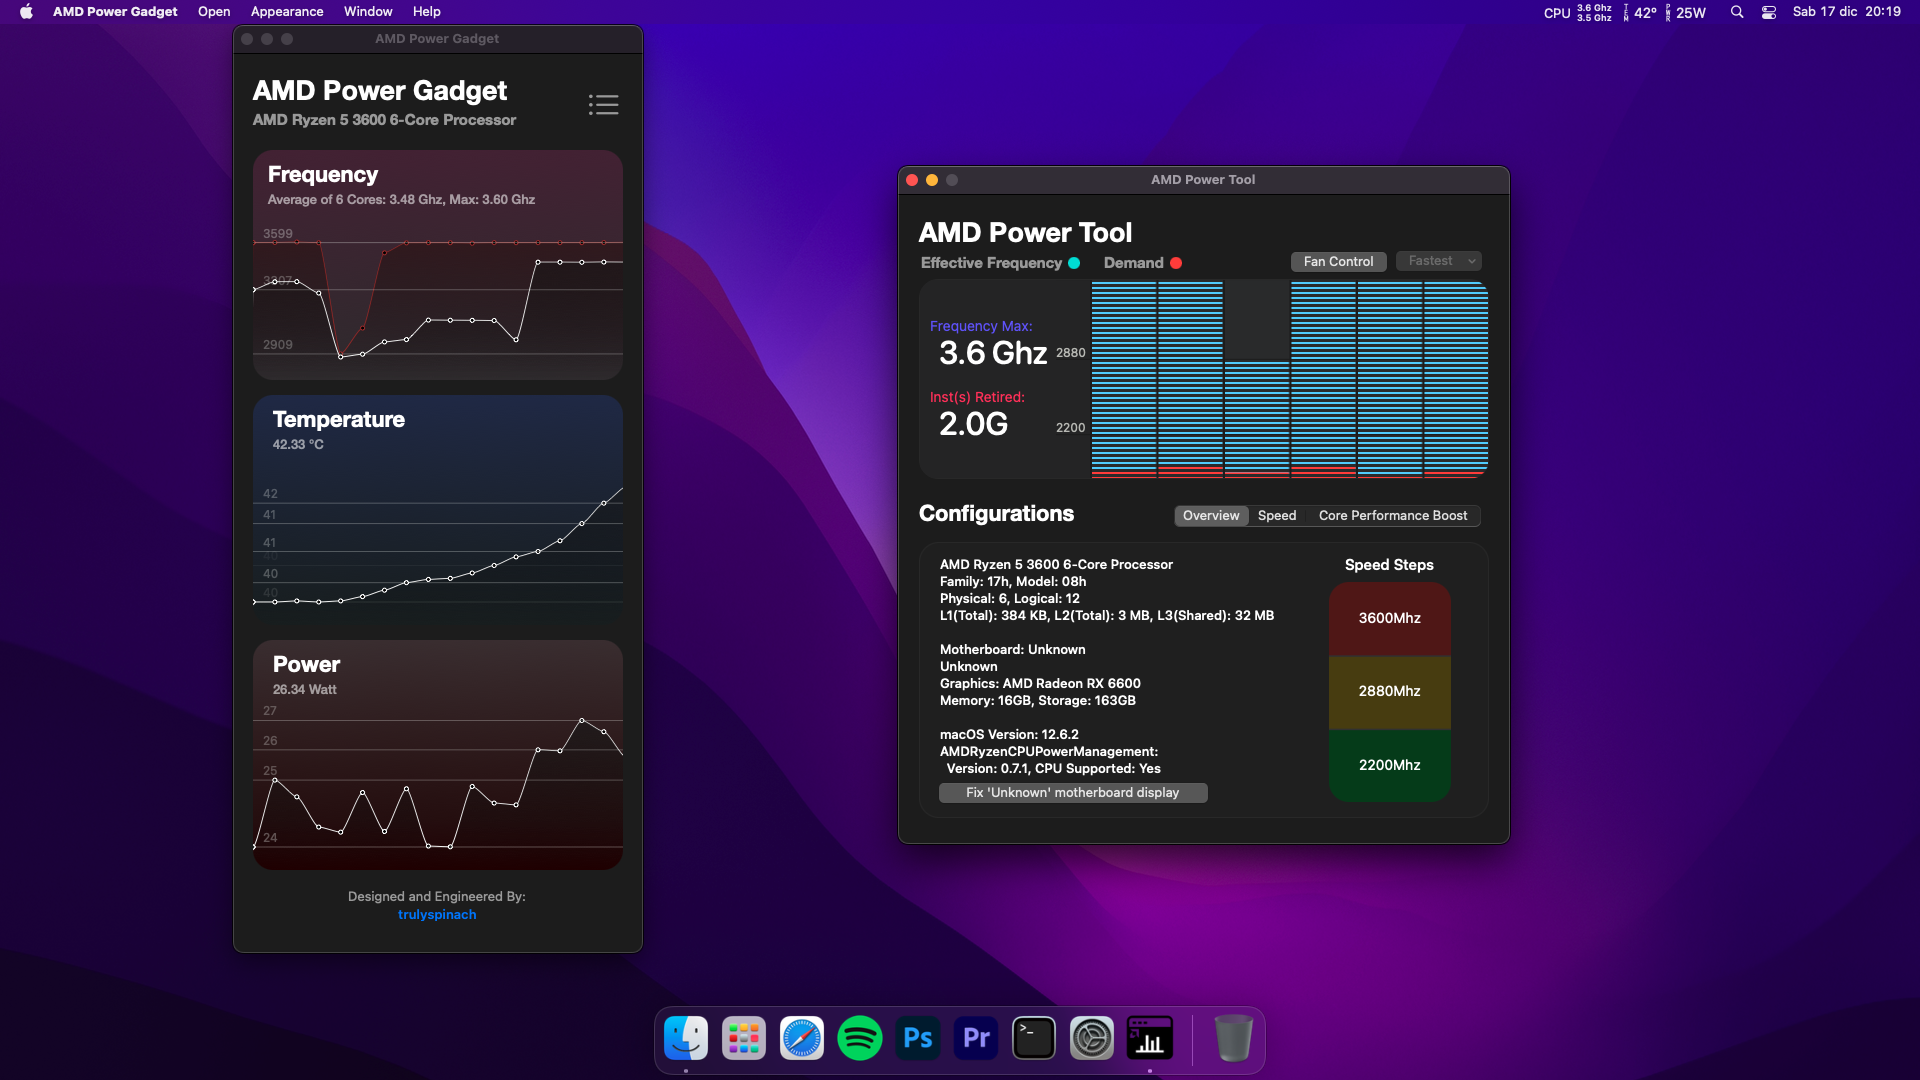 AMD Power Gadget Open Appearance Window Help
CPU 3.6 Ghz 3.5 Ghz TEM 42° PWR 25W Sab 17 dic 20:19
AMD Power Gadget
AMD Power Gadget
AMD Ryzen 5 3600 6-Core Processor
Frequency
Average of 6 Cores: 3.48 Ghz, Max: 3.60 Ghz
3599
2909
Temperature
42.33 °C
42
41
41
40
40
40
Power
26.34 Watt
27
26
25
24
Designed and Engineered By:
trulyspinach
AMD Power Tool
AMD Power Tool
Effective Frequency Demand
Fan Control Fastest
Frequency Max:
3.6 Ghz
2880
Inst(s) Retired:
2.0G
2200
Configurations
Overview Speed Core Performance Boost
AMD Ryzen 5 3600 6-Core Processor
Family: 17h, Model: 08h
Physical: 6, Logical: 12
L1(Total): 384 KB, L2(Total): 3 MB, L3(Shared): 32 MB
Motherboard: Unknown
Unknown
Graphics: AMD Radeon RX 6600
Memory: 16GB, Storage: 163GB
macOS Version: 12.6.2
AMDRyzenCPUPowerManagement:
Version: 0.7.1, CPU Supported: Yes
Fix 'Unknown' motherboard display
Speed Steps
3600Mhz
2880Mhz
2200Mhz
Ps Pr >_